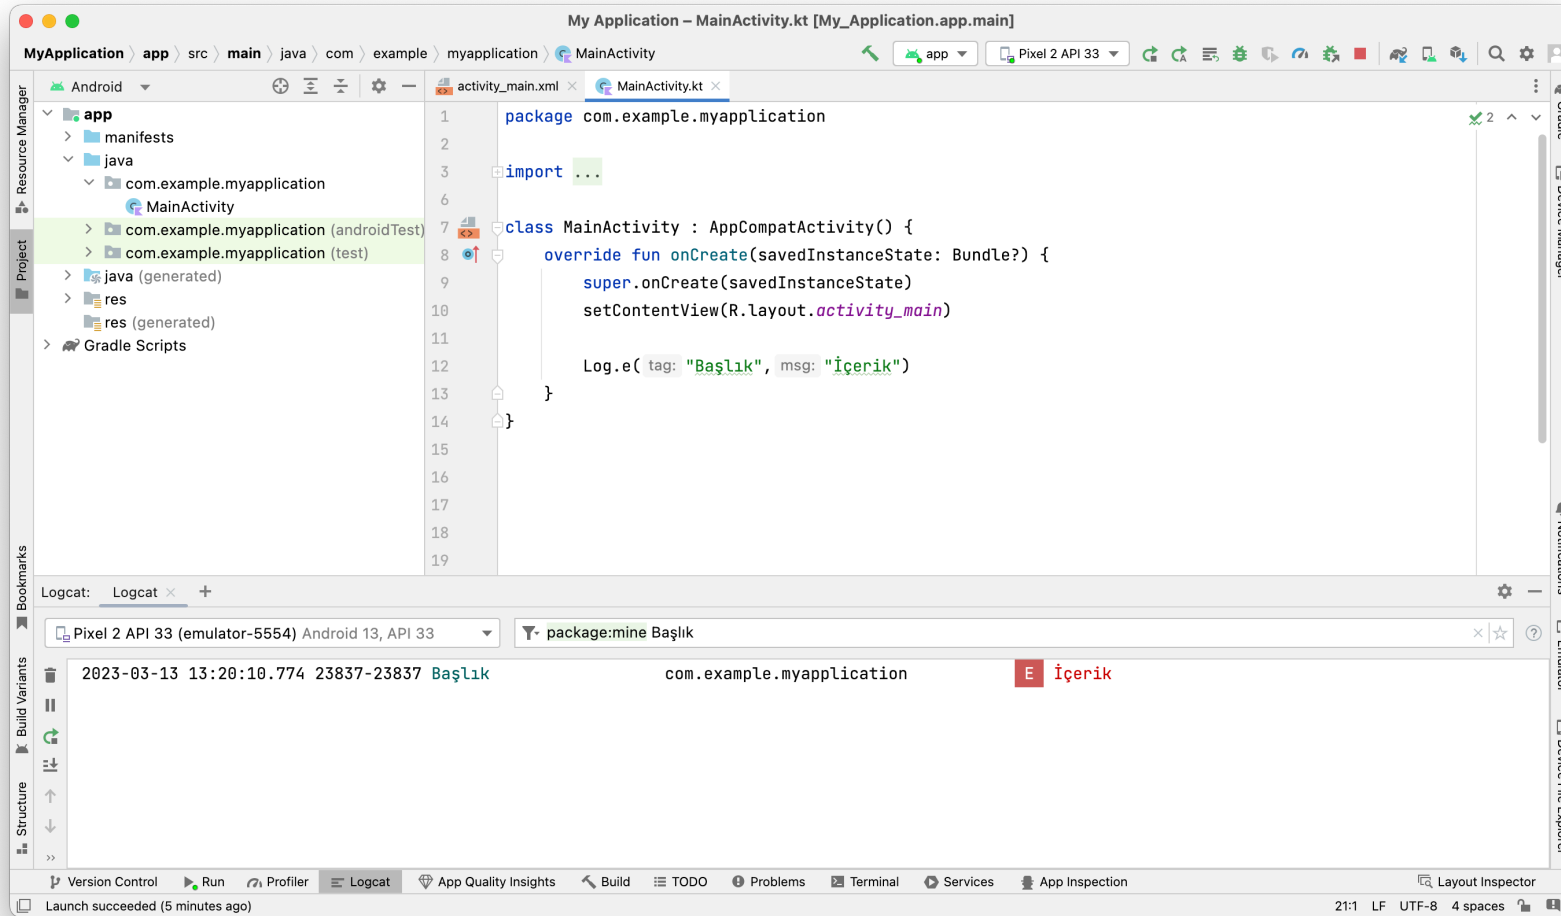 My Application – MainActivity.kt [My_Application.app.main]
MyApplication app src main java com example myapplication MainActivity
app Pixel 2 API 33
Resource Manager
Project
Bookmarks
Build Variants
Structure
Android
app
manifests
java
com.example.myapplication
MainActivity
com.example.myapplication (androidTest)
com.example.myapplication (test)
java (generated)
res
res (generated)
Gradle Scripts
activity_main.xml MainActivity.kt
2
1 package com.example.myapplication
2
3 import ...
6
7 class MainActivity : AppCompatActivity() {
8 override fun onCreate(savedInstanceState: Bundle?) {
9 super.onCreate(savedInstanceState)
10 setContentView(R.layout.activity_main)
11
12 Log.e( tag: "Başlık", msg: "İçerik")
13 }
14 }
15
16
17
18
19
Notifications
Logcat: Logcat
Pixel 2 API 33 (emulator-5554) Android 13, API 33
package:mine Başlık
2023-03-13 13:20:10.774 23837-23837 Başlık com.example.myapplication E İçerik
Version Control Run Profiler Logcat App Quality Insights Build TODO Problems Terminal Services App Inspection Layout Inspector
Launch succeeded (5 minutes ago) 21:1 LF UTF-8 4 spaces